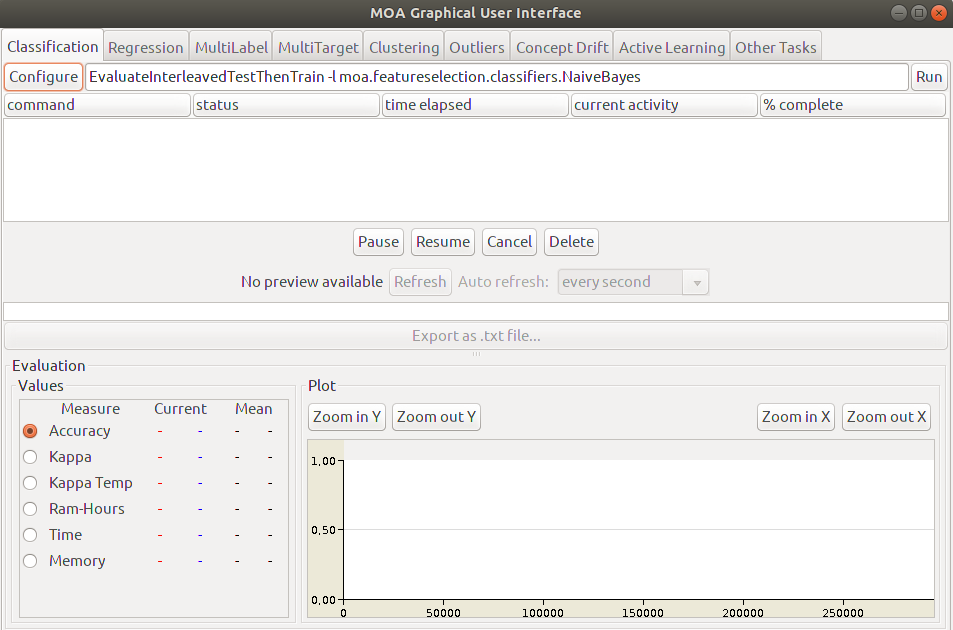 MOA Graphical User Interface
Classification Regression MultiLabel MultiTarget Clustering Outliers Concept Drift Active Learning Other Tasks
Configure EvaluateInterleavedTestThenTrain -l moa.featureselection.classifiers.NaiveBayes Run
command status time elapsed current activity % complete
Pause Resume Cancel Delete
No preview available Refresh Auto refresh: every second
Export as .txt file...
Evaluation
Values
Measure Current Mean
Accuracy - - - -
Kappa - - - -
Kappa Temp - - - -
Ram-Hours - - - -
Time - - - -
Memory - - - -
Plot
Zoom in Y Zoom out Y Zoom in X Zoom out X
1,00
0,50
0,00
0 50000 100000 150000 200000 250000